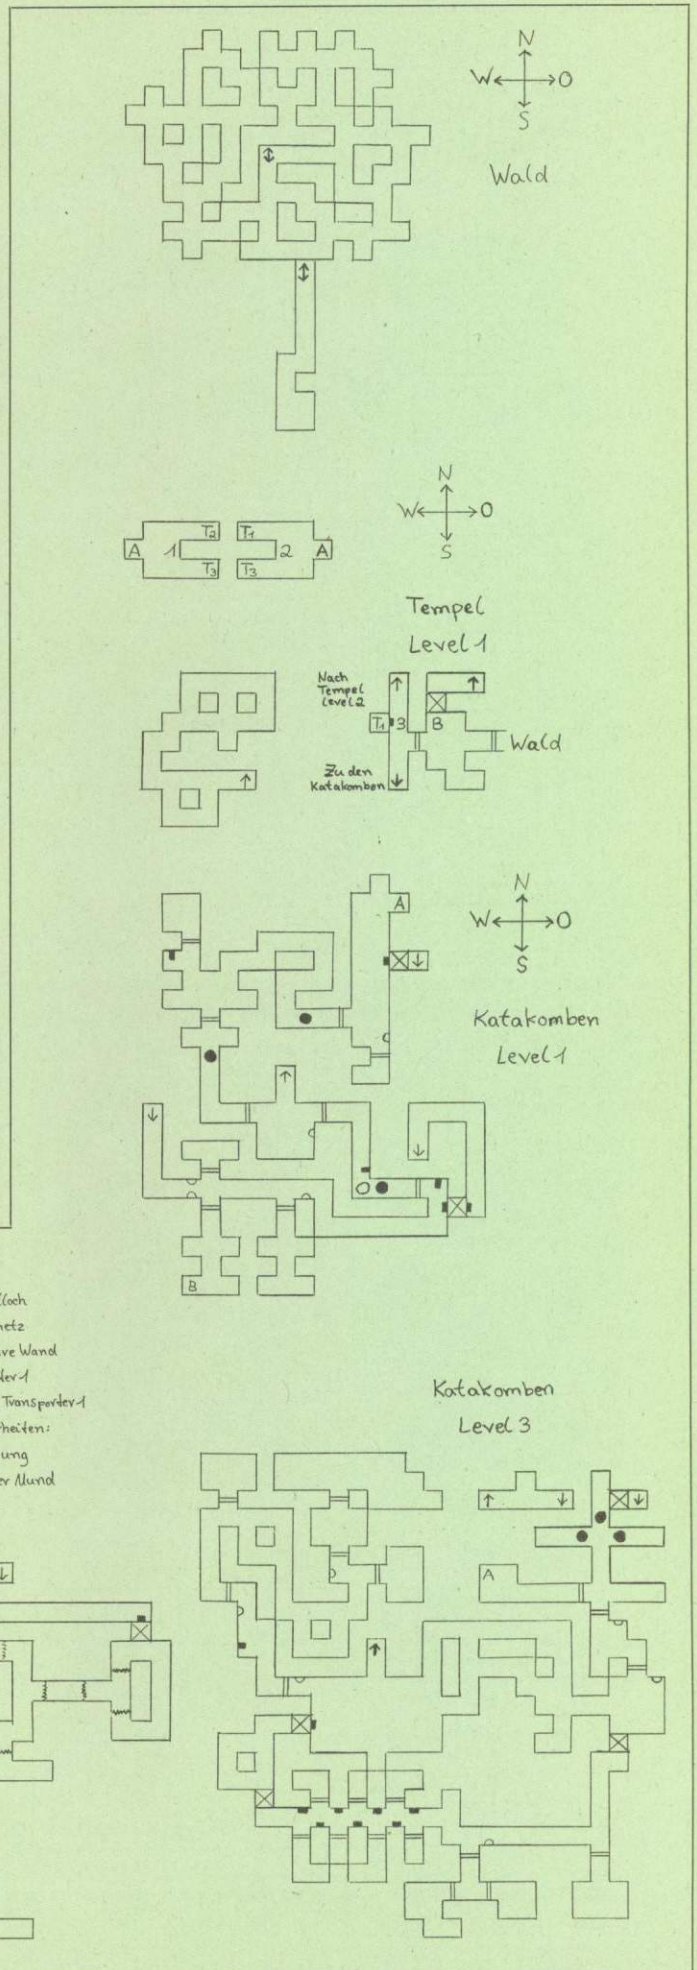 N
W O
S
Wald
N
W O
S
T2 T1
A 1 2 A
T3 T3
Tempel
Level 1
Nach
Tempel
Level 2
T1 3 B
Wald
Zu den
Katakomben
N
A
W O
S
Katakomben
Level 1
B
loch
netz
ve Wand
ter 1
Transporter 1
heiten:
ung
er Mund
Katakomben
Level 3
A